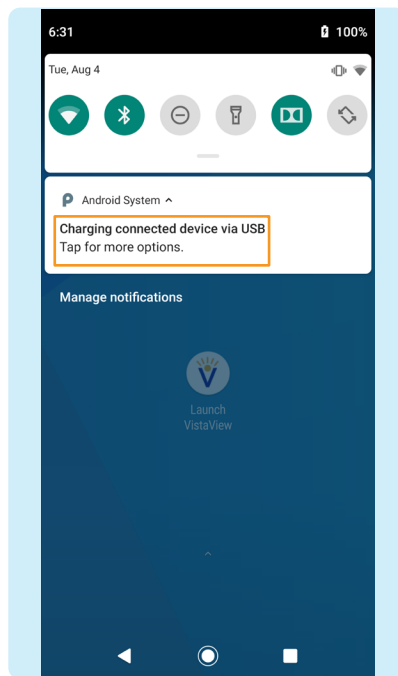 6:31 100%
Tue, Aug 4
Android System
Charging connected device via USB
Tap for more options.
Manage notifications
V
Launch
VistaView